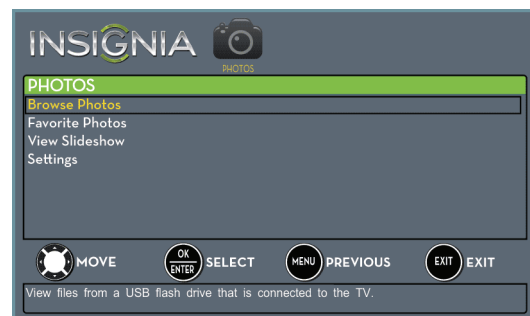 INSIGNIA
PHOTOS
PHOTOS
Browse Photos
Favorite Photos
View Slideshow
Settings
MOVE
OK ENTER SELECT
MENU PREVIOUS
EXIT EXIT
View files from a USB flash drive that is connected to the TV.